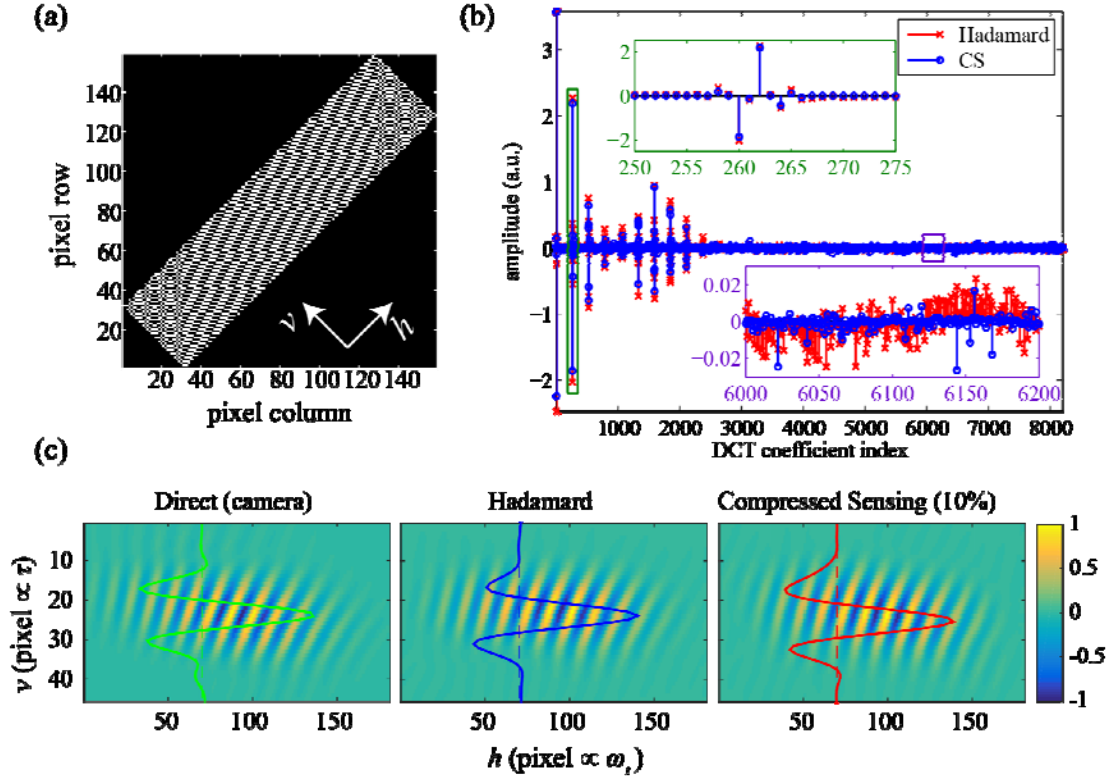 (a)
140
120
100
80
60
40
20
pixel row
20 40 60 80 100 120 140
pixel column
v
h
(b)
3
2
1
0
−1
−2
amplitude (a.u.)
1000 2000 3000 4000 5000 6000 7000 8000
DCT coefficient index
Hadamard
CS
2
0
−2
250 255 260 265 270 275
0.02
0
−0.02
6000 6050 6100 6150 6200
(c)
Direct (camera)
Hadamard
Compressed Sensing (10%)
10
20
30
40
ν (pixel ∝ τ)
50 100 150
50 100 150
50 100 150
h (pixel ∝ ωs)
1
0.5
0
-0.5
-1